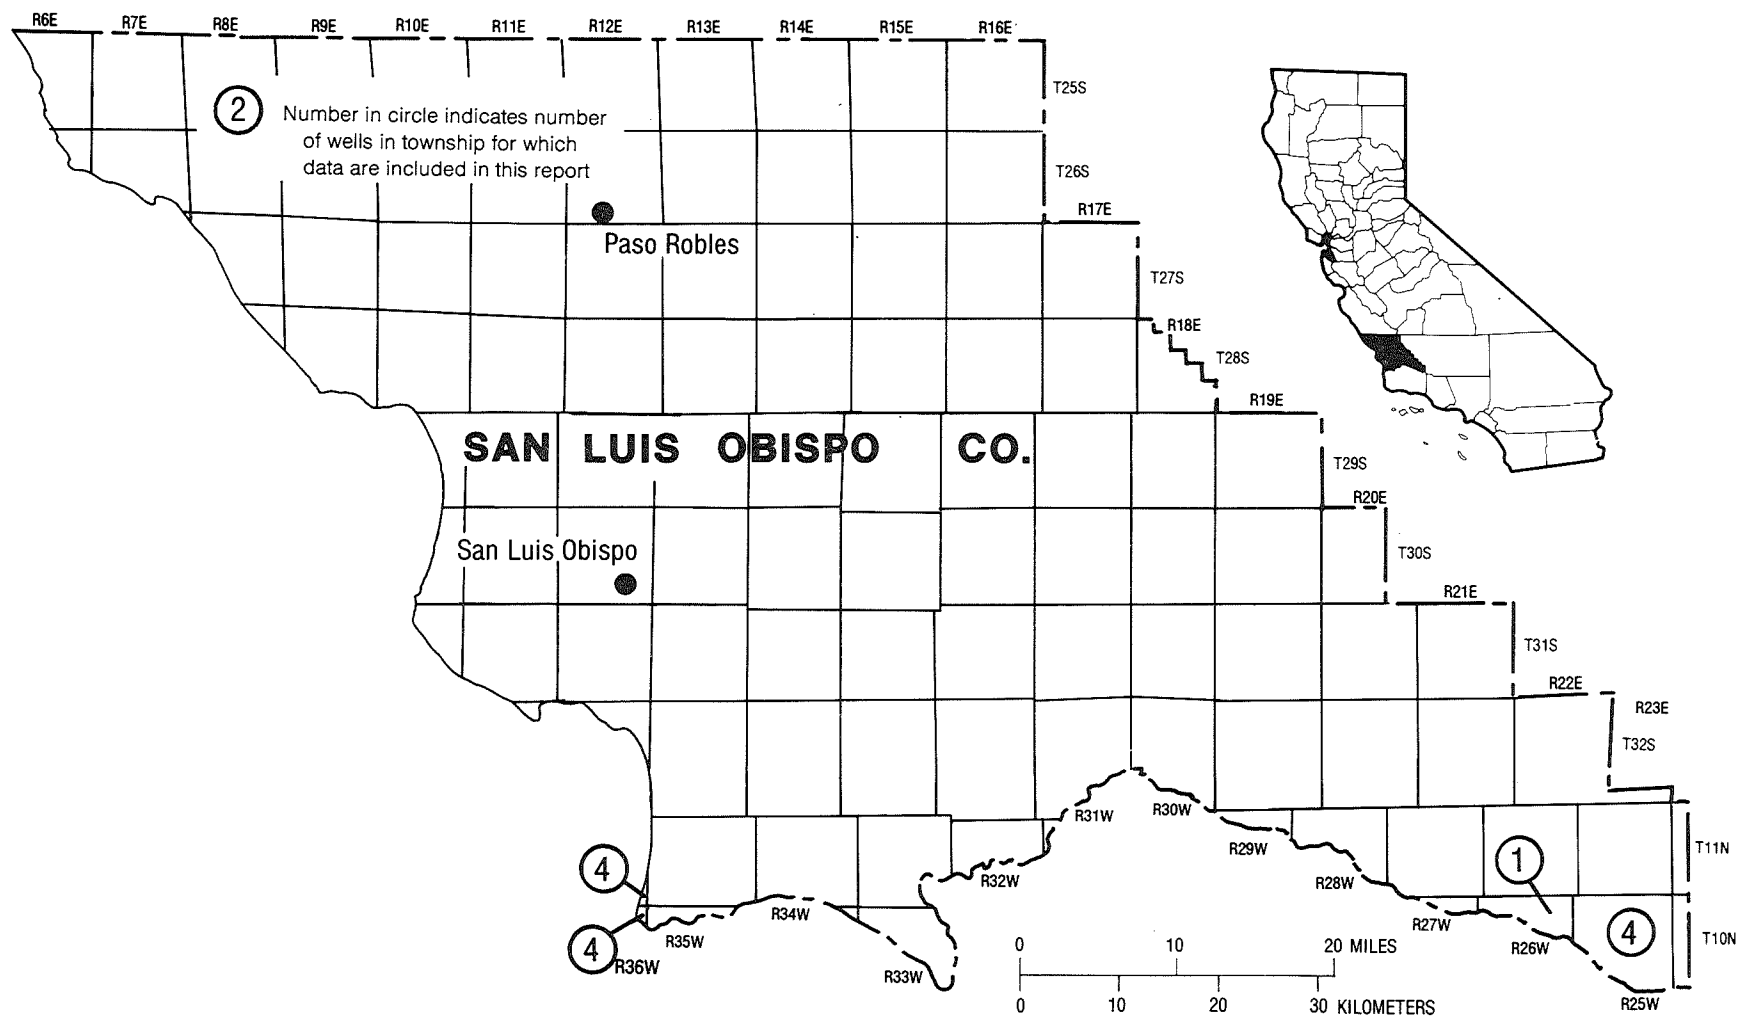 R6E R7E R8E R9E R10E R11E R12E R13E R14E R15E R16E
T25S
2
Number in circle indicates number
of wells in township for which
data are included in this report
T26S
R17E
Paso Robles
T27S
R18E
T28S
R19E
SAN LUIS OBISPO CO.
T29S
R20E
San Luis Obispo
T30S
R21E
T31S
R22E
R23E
T32S
R31W R30W
R29W
T11N
1
4
R32W
R28W
R34W
R27W
4
T10N
4
R35W
R26W
R36W
R33W
R25W
0 10 20 MILES
0 10 20 30 KILOMETERS